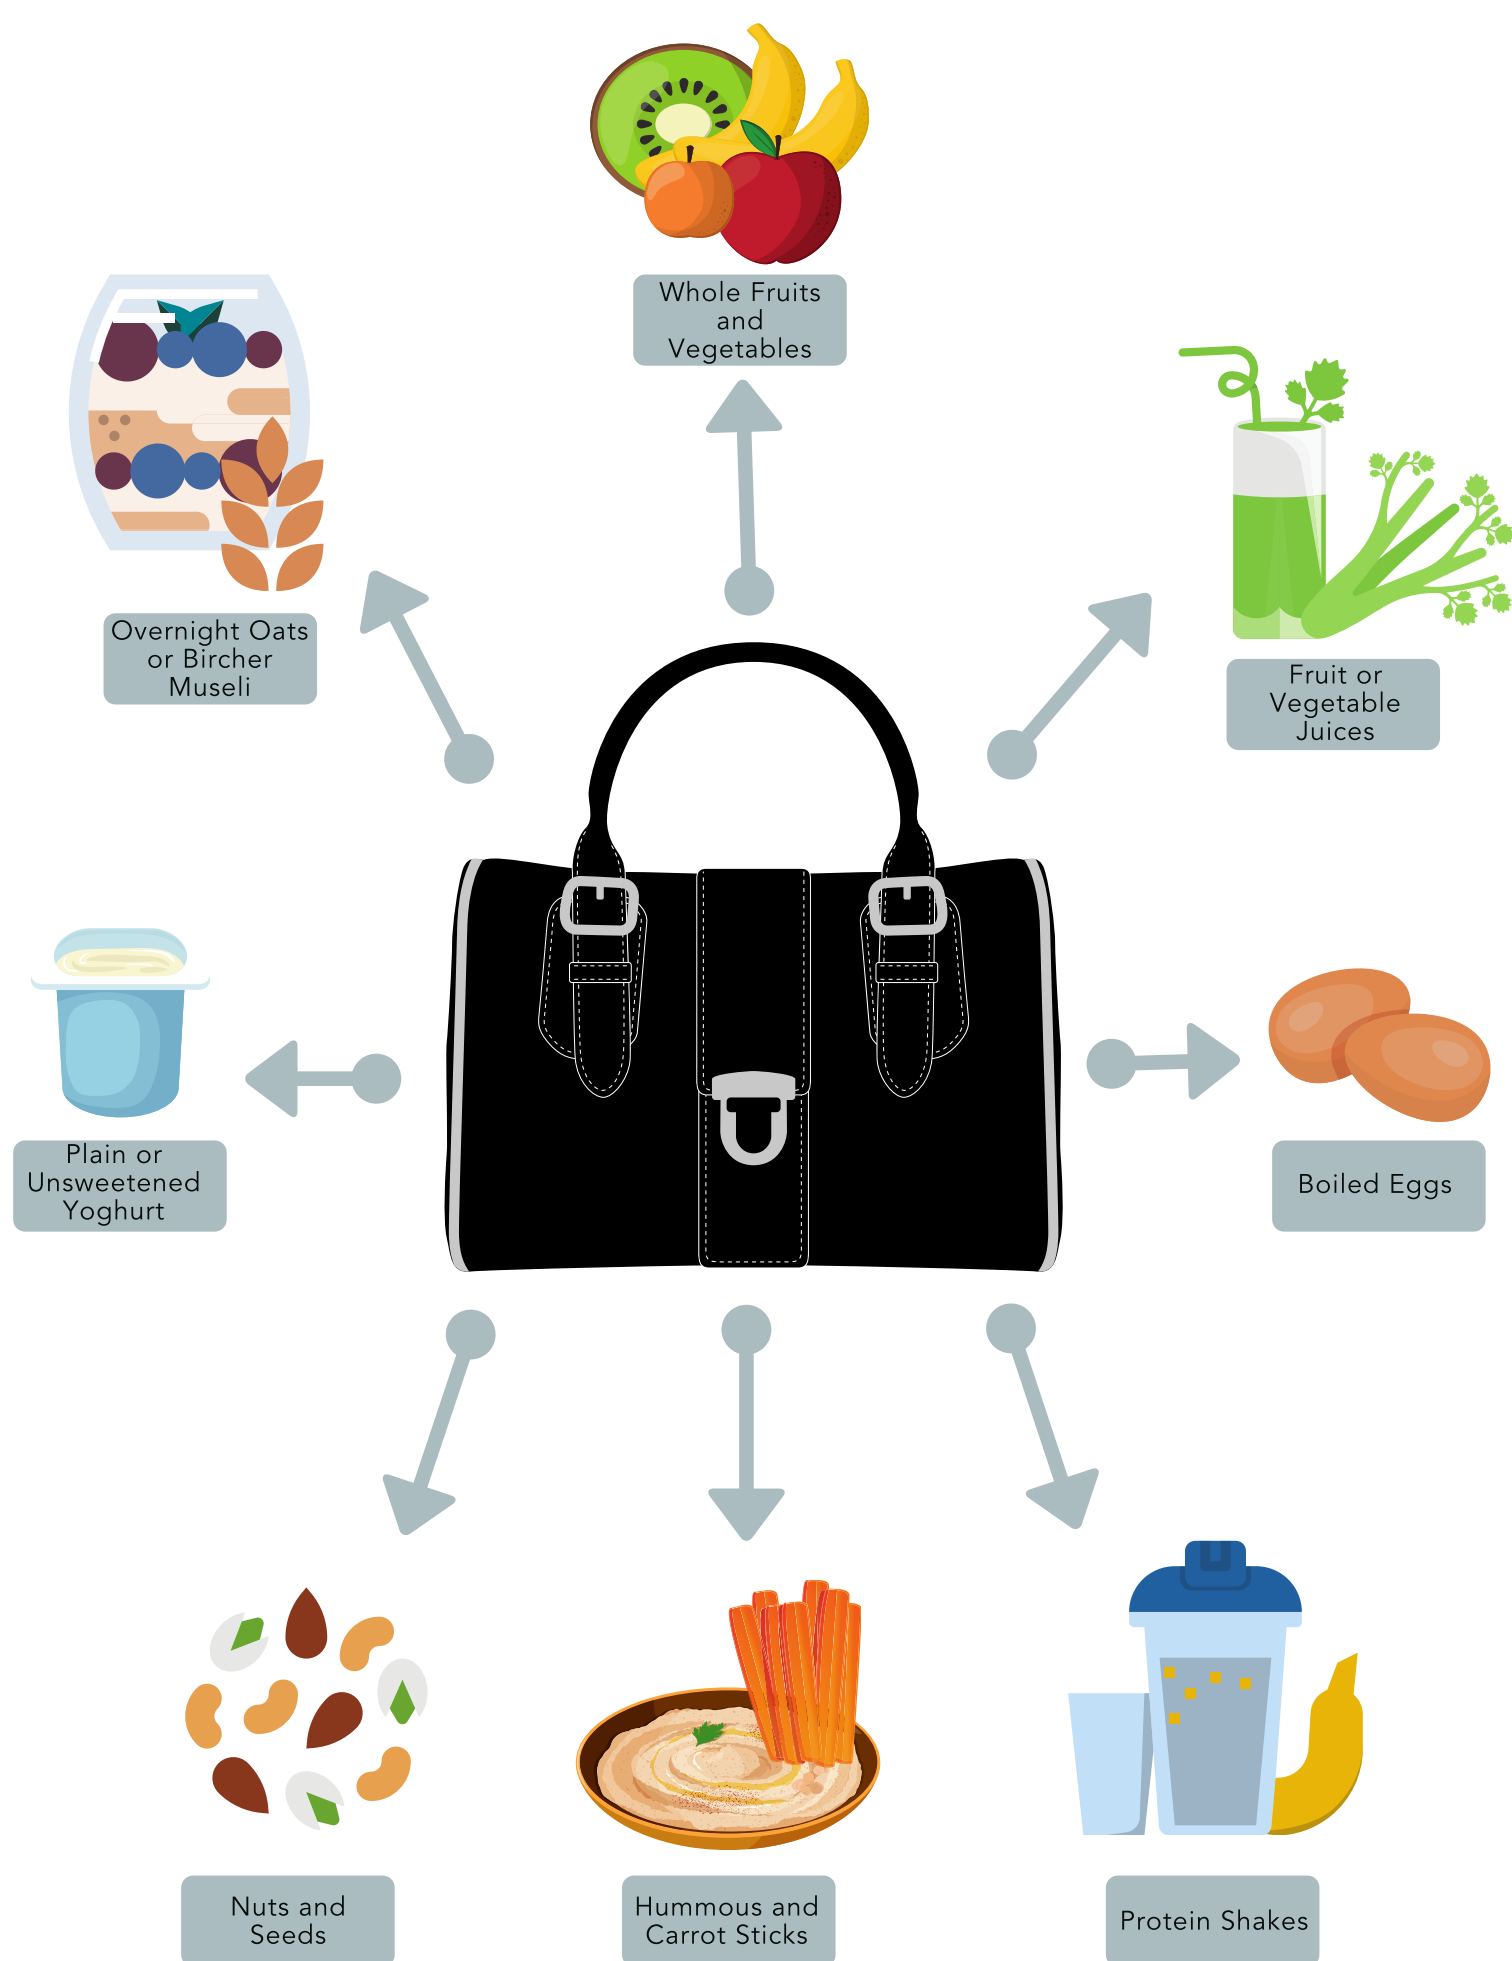 Whole Fruits
and
Vegetables
Overnight Oats
or Bircher
Museli
Fruit or
Vegetable
Juices
Plain or
Unsweetened
Yoghurt
Boiled Eggs
Nuts and
Seeds
Hummous and
Carrot Sticks
Protein Shakes